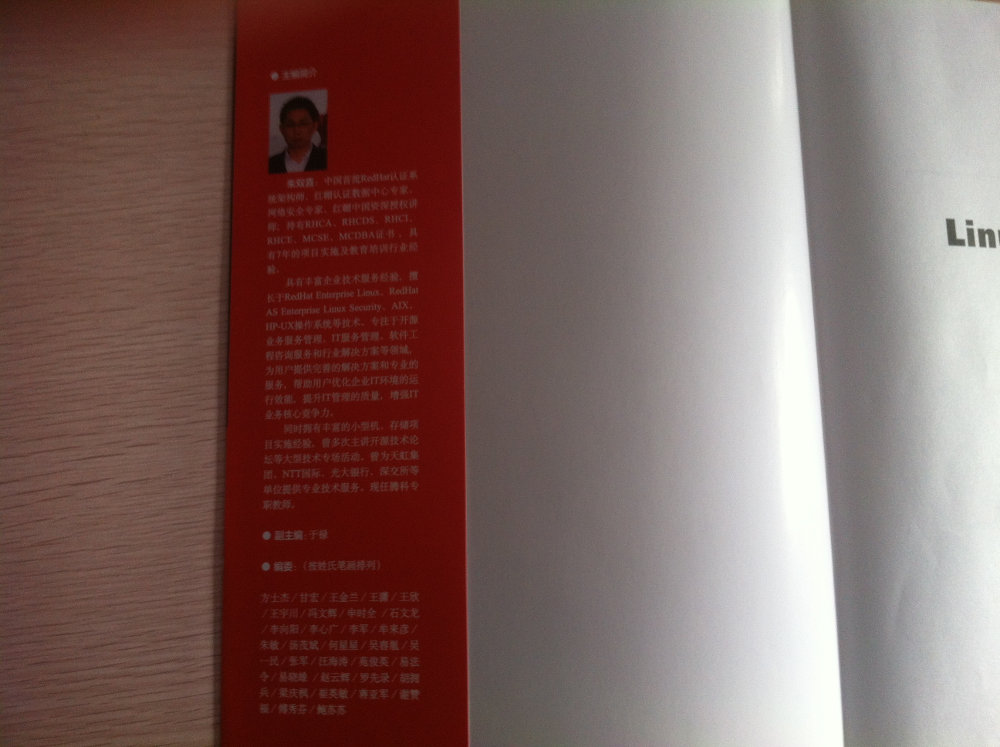 ● 主编简介
朱双喜：中国首批RedHat认证系
统架构师、红帽认证数据中心专家、
网络安全专家、红帽中国资深授权讲
师；持有RHCA、RHCDS、RHCI、
RHCE、MCSE、MCDBA证书，具
有7年的项目实施及教育培训行业经
验。
具有丰富企业技术服务经验，擅
长于RedHat Enterprise Linux、RedHat
AS Enterprise Linux Security、AIX、
HP-UX操作系统等技术。专注于开源
业务服务管理、IT服务管理、软件工
程咨询服务和行业解决方案等领域，
为用户提供完善的解决方案和专业的
服务，帮助用户优化企业IT环境的运
行效能、提升IT管理的质量、增强IT
业务核心竞争力。
同时拥有丰富的小型机、存储项
目实施经验，曾多次主讲开源技术论
坛等大型技术专场活动。曾为天虹集
团、NTT国际、光大银行、深交所等
单位提供专业技术服务。现任腾科专
职教师。
● 副主编：于禄
● 编委：（按姓氏笔画排列）
方士杰／甘宏／王金兰／王骞／王欣
／王宇川／冯文辉／申时全／石文龙
／李向阳／李心广／李军／牟来彦／
朱敏／汤茂斌／何星星／吴容胤／吴
一民／张军／汪海涛／苑俊英／易法
令／易晓雄／赵云辉／罗先录／胡拥
兵／梁庆枫／靳英敏／蒋亚军／谢赞
福／傅秀芬／鲍苏苏
Linu